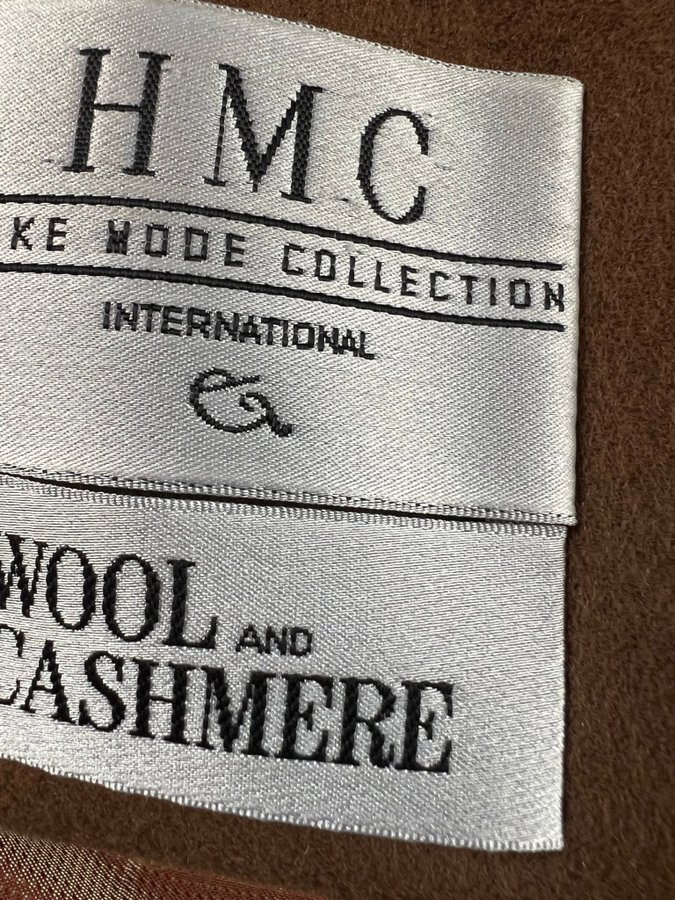 HMC
KE MODE COLLECTION
INTERNATIONAL
WOOL AND
CASHMERE